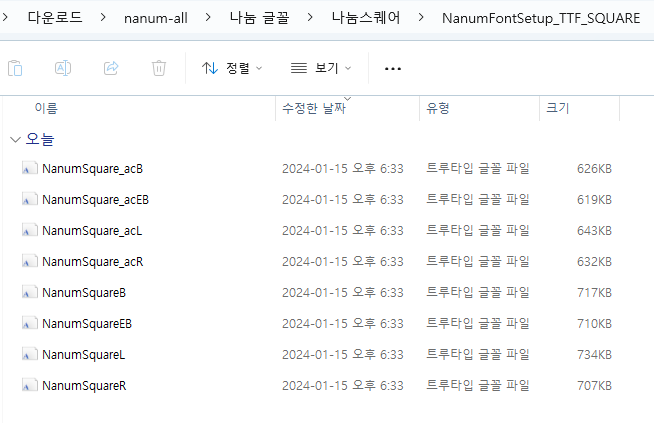 다운로드 > nanum-all > 나눔 글꼴 > 나눔스퀘어 > NanumFontSetup_TTF_SQUARE
정렬 보기 ...
이름 수정한 날짜 유형 크기
오늘
NanumSquare_acB 2024-01-15 오후 6:33 트루타입 글꼴 파일 626KB
NanumSquare_acEB 2024-01-15 오후 6:33 트루타입 글꼴 파일 619KB
NanumSquare_acL 2024-01-15 오후 6:33 트루타입 글꼴 파일 643KB
NanumSquare_acR 2024-01-15 오후 6:33 트루타입 글꼴 파일 632KB
NanumSquareB 2024-01-15 오후 6:33 트루타입 글꼴 파일 717KB
NanumSquareEB 2024-01-15 오후 6:33 트루타입 글꼴 파일 710KB
NanumSquareL 2024-01-15 오후 6:33 트루타입 글꼴 파일 734KB
NanumSquareR 2024-01-15 오후 6:33 트루타입 글꼴 파일 707KB